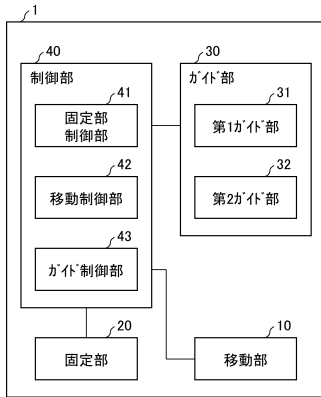 1
40
制御部
41
固定部
制御部
42
移動制御部
43
ガイド制御部
30
ガイド部
31
第1ガイド部
32
第2ガイド部
20
固定部
10
移動部